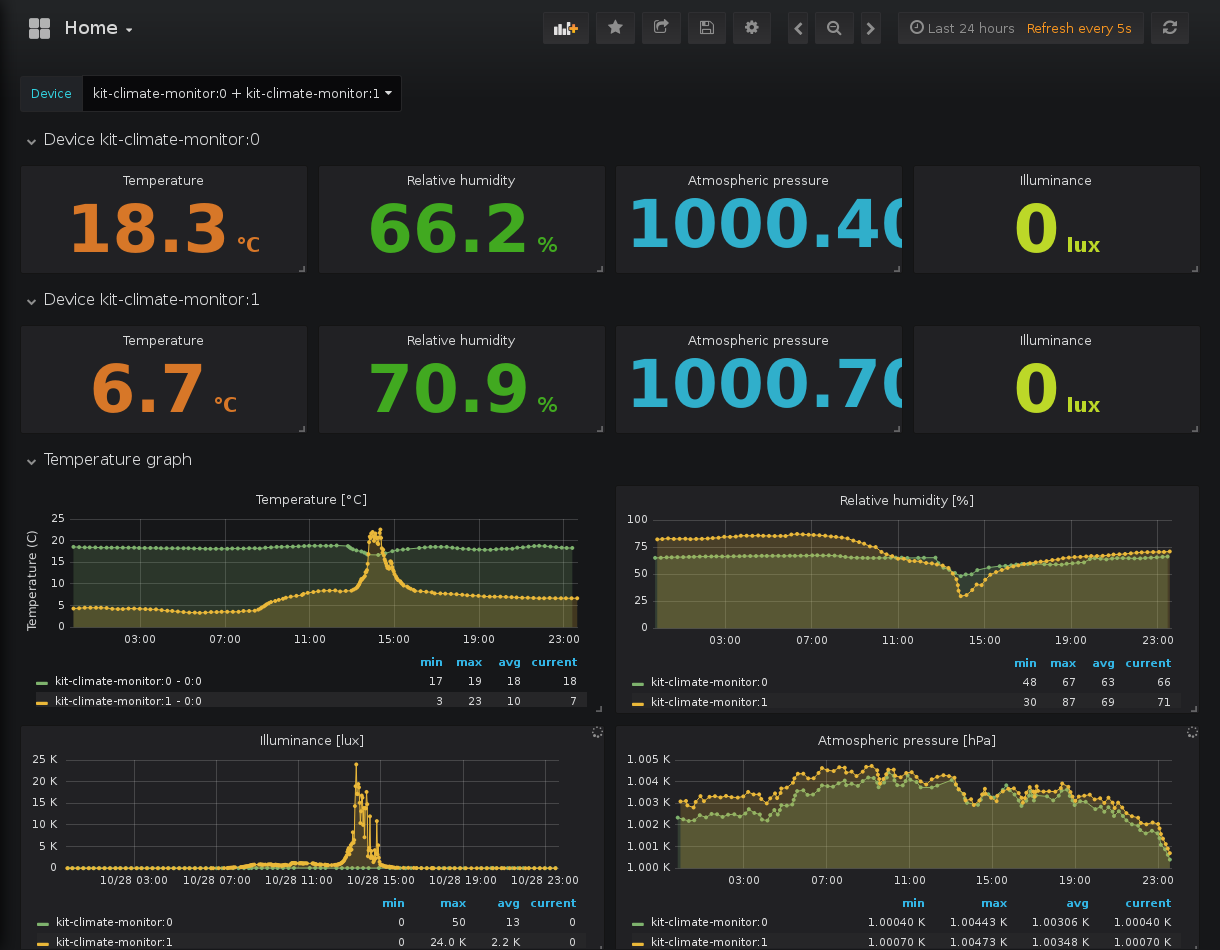 Home
Last 24 hours Refresh every 5s
Device kit-climate-monitor:0 + kit-climate-monitor:1
Device kit-climate-monitor:0
Temperature Relative humidity Atmospheric pressure Illuminance
18.3 °C 66.2 % 1000.40 0 lux
Device kit-climate-monitor:1
Temperature Relative humidity Atmospheric pressure Illuminance
6.7 °C 70.9 % 1000.70 0 lux
Temperature graph
Temperature [°C]
Temperature (C)
25
20
15
10
5
0
03:00 07:00 11:00 15:00 19:00 23:00
min max avg current
kit-climate-monitor:0 - 0:0 17 19 18 18
kit-climate-monitor:1 - 0:0 3 23 10 7
Relative humidity [%]
100
75
50
25
0
03:00 07:00 11:00 15:00 19:00 23:00
min max avg current
kit-climate-monitor:0 48 67 63 66
kit-climate-monitor:1 30 87 69 71
Illuminance [lux]
25 K
20 K
15 K
10 K
5 K
0
10/28 03:00 10/28 07:00 10/28 11:00 10/28 15:00 10/28 19:00 10/28 23:00
min max avg current
kit-climate-monitor:0 0 50 13 0
kit-climate-monitor:1 0 24.0 K 2.2 K 0
Atmospheric pressure [hPa]
1.005 K
1.004 K
1.003 K
1.002 K
1.001 K
1.000 K
03:00 07:00 11:00 15:00 19:00 23:00
min max avg current
kit-climate-monitor:0 1.00040 K 1.00443 K 1.00306 K 1.00040 K
kit-climate-monitor:1 1.00070 K 1.00473 K 1.00348 K 1.00070 K